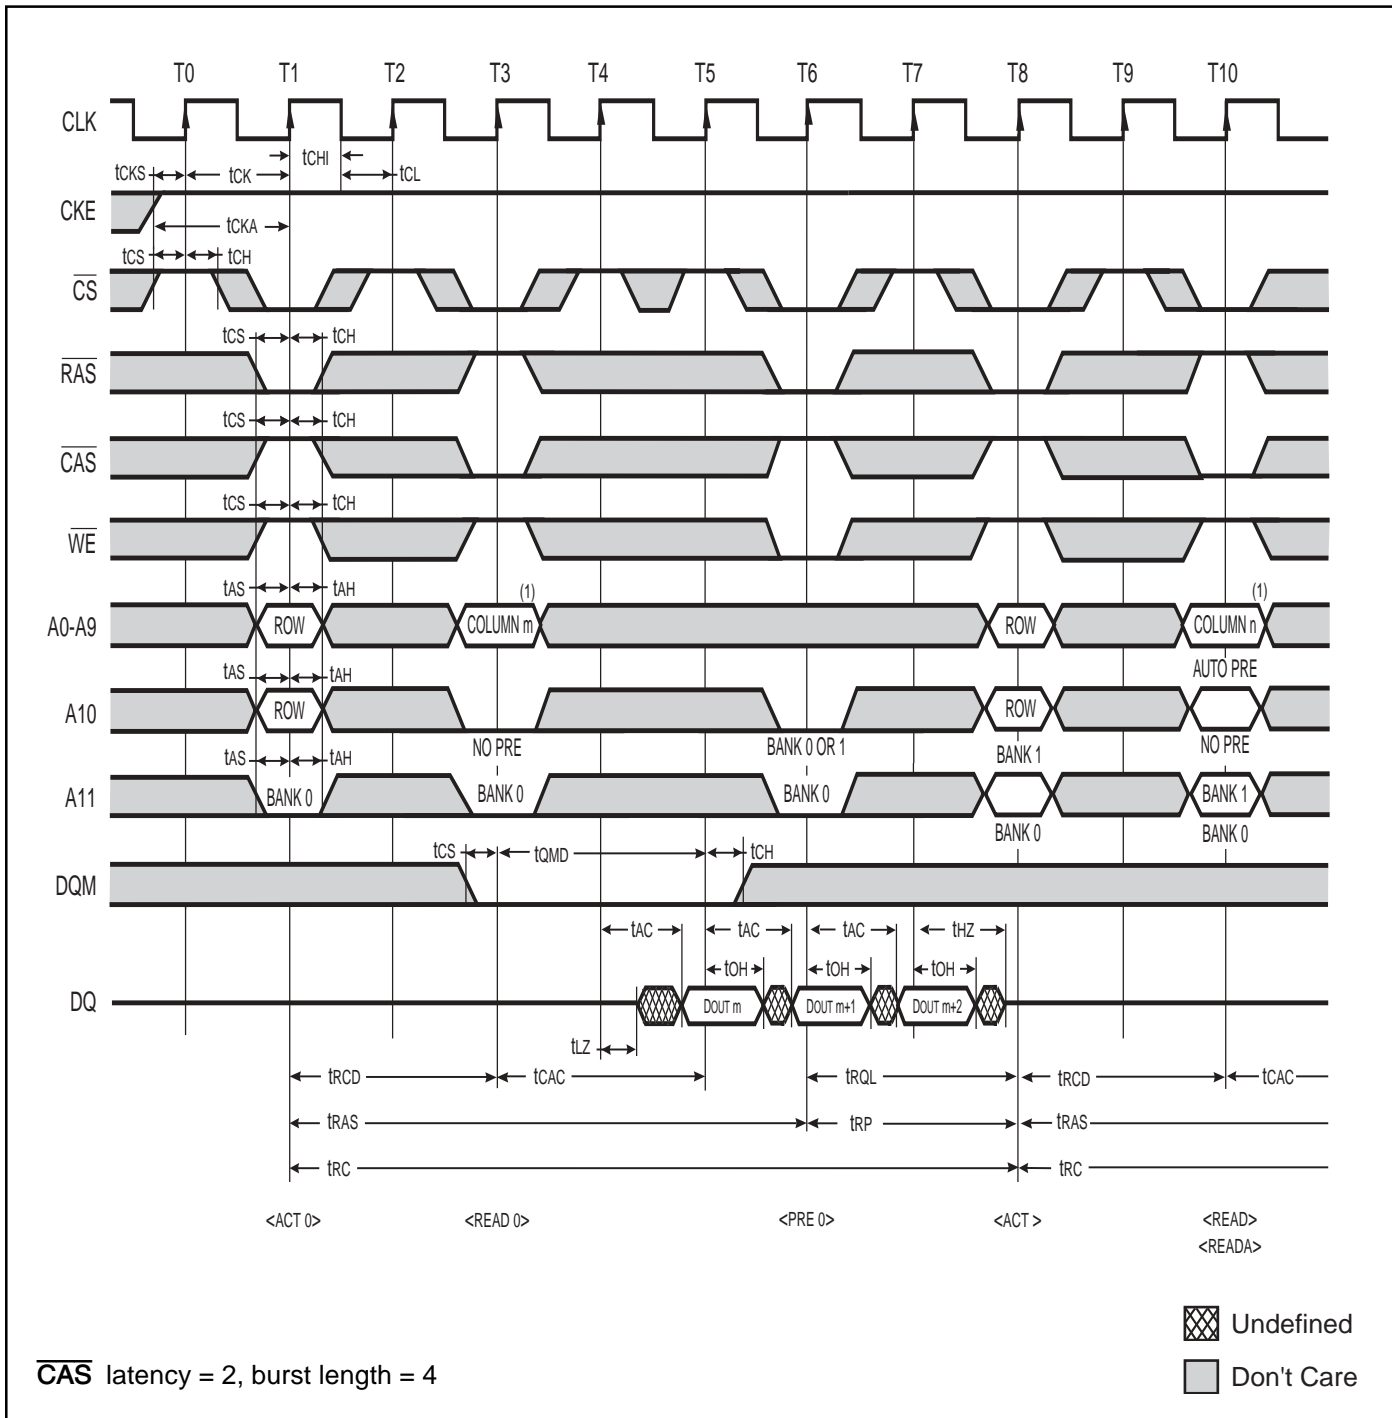 T0 T1 T2 T3 T4 T5 T6 T7 T8 T9 T10
CLK
tCHI
tCKS tCK tCL
CKE
tCKA
tCS tCH
CS
tCS tCH
RAS
tCS tCH
CAS
tCS tCH
WE
tAS tAH (1) (1)
A0-A9 ROW COLUMN m ROW COLUMN n
AUTO PRE
tAS tAH
A10 ROW ROW
NO PRE BANK 0 OR 1 BANK 1 NO PRE
tAS tAH
A11 BANK 0 BANK 0 BANK 0 BANK 1
BANK 0 BANK 0
tCS tQMD tCH
DQM
tAC tAC tAC tHZ
tOH tOH tOH
DQ DOUT m DOUT m+1 DOUT m+2
tLZ
tRCD tCAC tRQL tRCD tCAC
tRAS tRP tRAS
tRC tRC
<ACT 0> <READ 0> <PRE 0> <ACT > <READ>
<READA>
Undefined
CAS latency = 2, burst length = 4
Don't Care